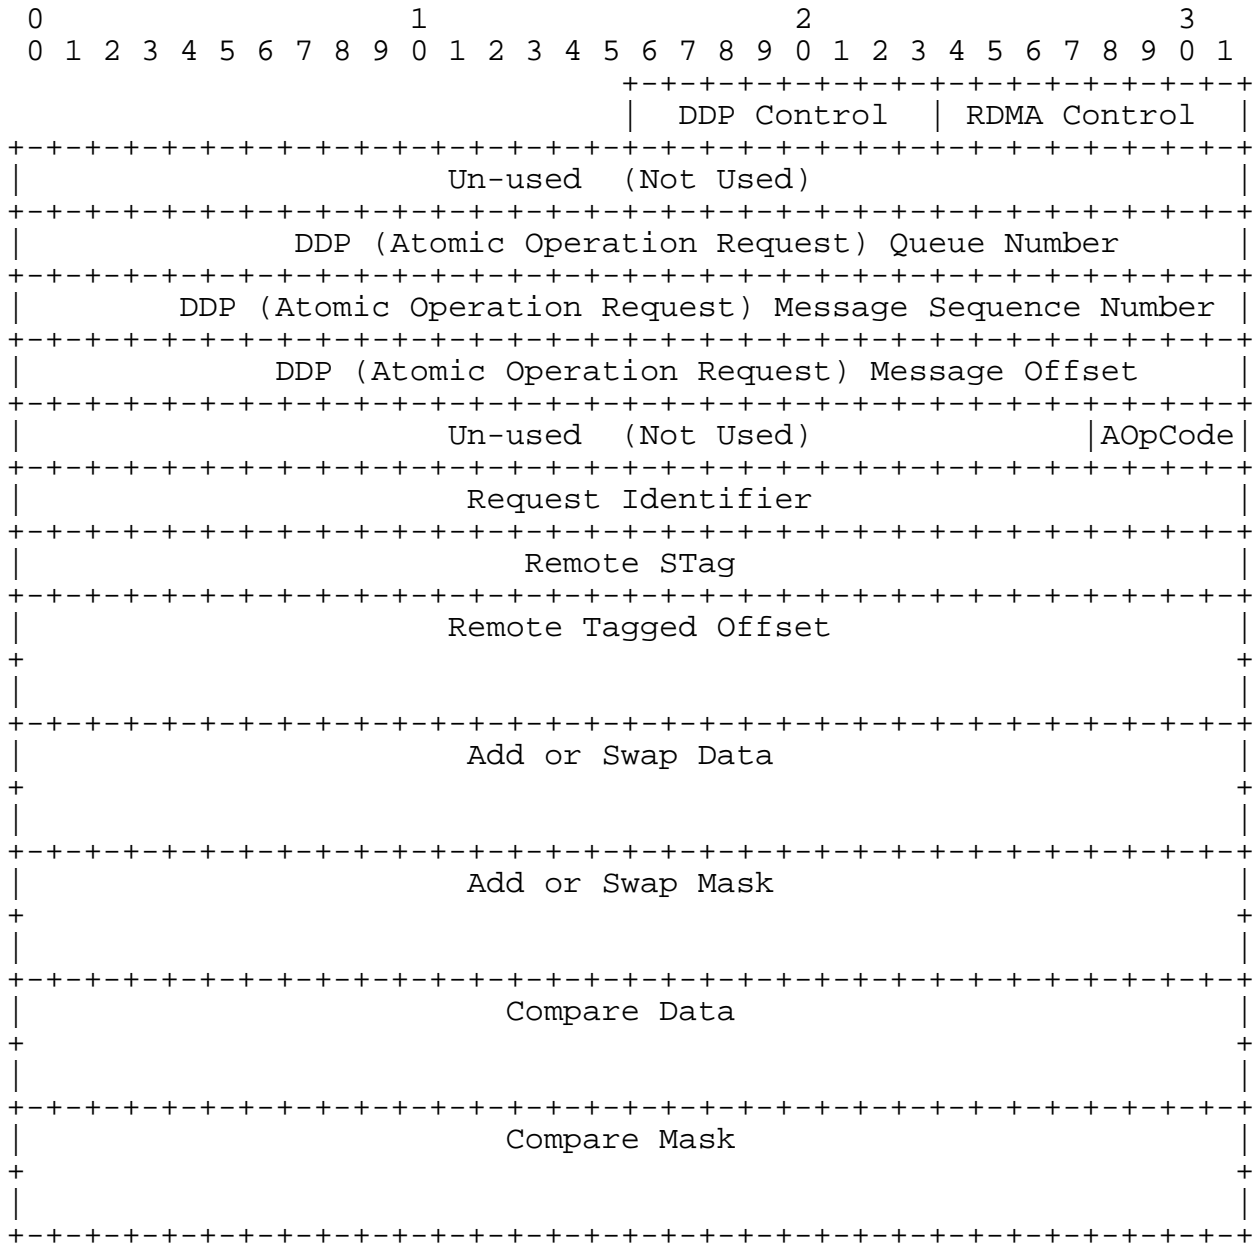 0                   1                   2                   3
0 1 2 3 4 5 6 7 8 9 0 1 2 3 4 5 6 7 8 9 0 1 2 3 4 5 6 7 8 9 0 1
+-+-+-+-+-+-+-+-+-+-+-+-+-+-+-+-+
| DDP Control | RDMA Control |
+-+-+-+-+-+-+-+-+-+-+-+-+-+-+-+-+-+-+-+-+-+-+-+-+-+-+-+-+-+-+-+-+
| Un-used (Not Used) |
+-+-+-+-+-+-+-+-+-+-+-+-+-+-+-+-+-+-+-+-+-+-+-+-+-+-+-+-+-+-+-+-+
| DDP (Atomic Operation Request) Queue Number |
+-+-+-+-+-+-+-+-+-+-+-+-+-+-+-+-+-+-+-+-+-+-+-+-+-+-+-+-+-+-+-+-+
| DDP (Atomic Operation Request) Message Sequence Number |
+-+-+-+-+-+-+-+-+-+-+-+-+-+-+-+-+-+-+-+-+-+-+-+-+-+-+-+-+-+-+-+-+
| DDP (Atomic Operation Request) Message Offset |
+-+-+-+-+-+-+-+-+-+-+-+-+-+-+-+-+-+-+-+-+-+-+-+-+-+-+-+-+-+-+-+-+
| Un-used (Not Used) |AOpCode|
+-+-+-+-+-+-+-+-+-+-+-+-+-+-+-+-+-+-+-+-+-+-+-+-+-+-+-+-+-+-+-+-+
| Request Identifier |
+-+-+-+-+-+-+-+-+-+-+-+-+-+-+-+-+-+-+-+-+-+-+-+-+-+-+-+-+-+-+-+-+
| Remote STag |
+-+-+-+-+-+-+-+-+-+-+-+-+-+-+-+-+-+-+-+-+-+-+-+-+-+-+-+-+-+-+-+-+
| Remote Tagged Offset |
+ +
| |
+-+-+-+-+-+-+-+-+-+-+-+-+-+-+-+-+-+-+-+-+-+-+-+-+-+-+-+-+-+-+-+-+
| Add or Swap Data |
+ +
| |
+-+-+-+-+-+-+-+-+-+-+-+-+-+-+-+-+-+-+-+-+-+-+-+-+-+-+-+-+-+-+-+-+
| Add or Swap Mask |
+ +
| |
+-+-+-+-+-+-+-+-+-+-+-+-+-+-+-+-+-+-+-+-+-+-+-+-+-+-+-+-+-+-+-+-+
| Compare Data |
+ +
| |
+-+-+-+-+-+-+-+-+-+-+-+-+-+-+-+-+-+-+-+-+-+-+-+-+-+-+-+-+-+-+-+-+
| Compare Mask |
+ +
| |
+-+-+-+-+-+-+-+-+-+-+-+-+-+-+-+-+-+-+-+-+-+-+-+-+-+-+-+-+-+-+-+-+